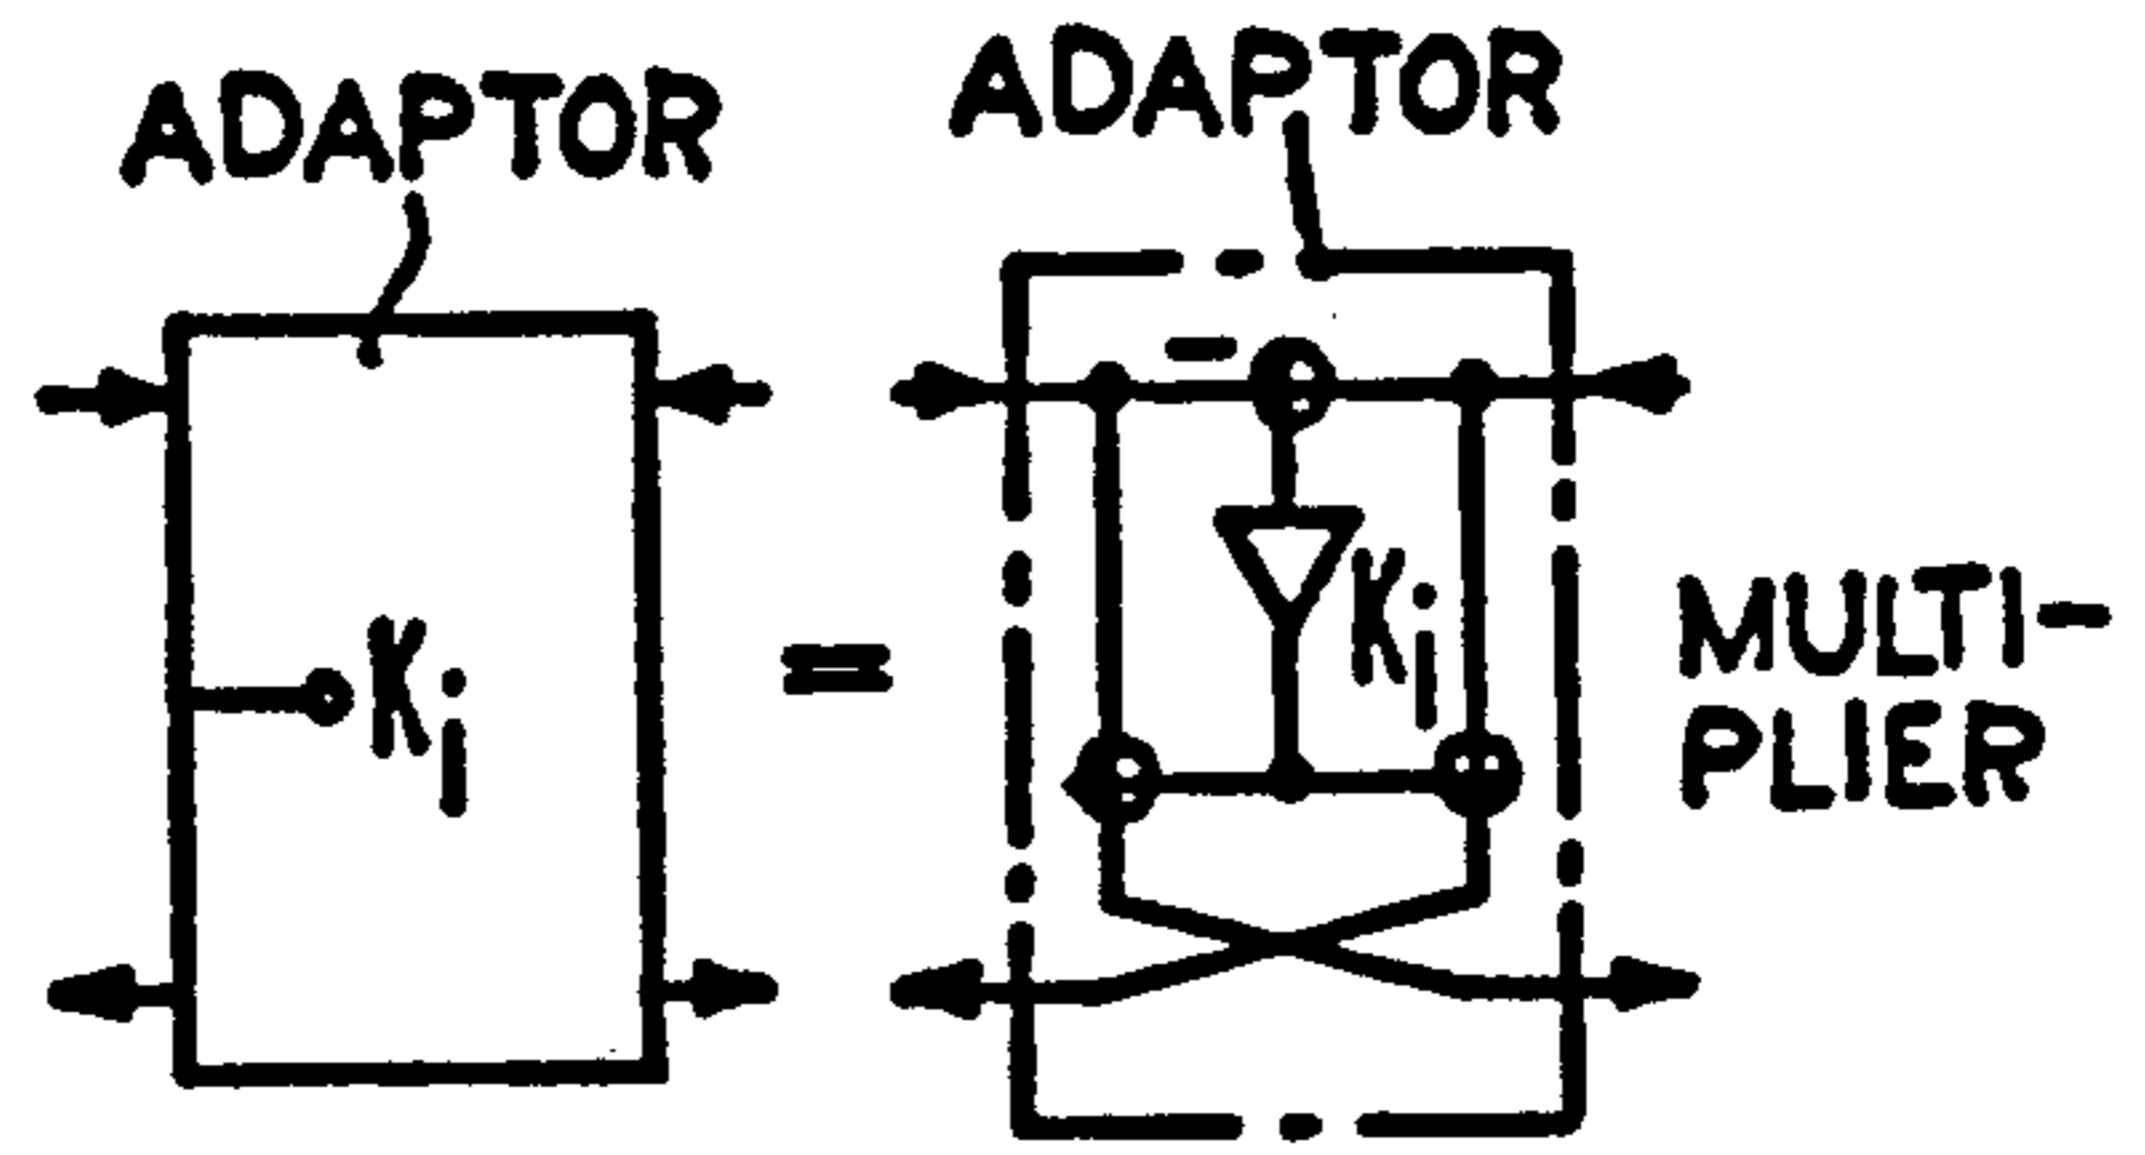 ADAPTOR
ADAPTOR
Ki
=
-
Ki
MULTI-
PLIER